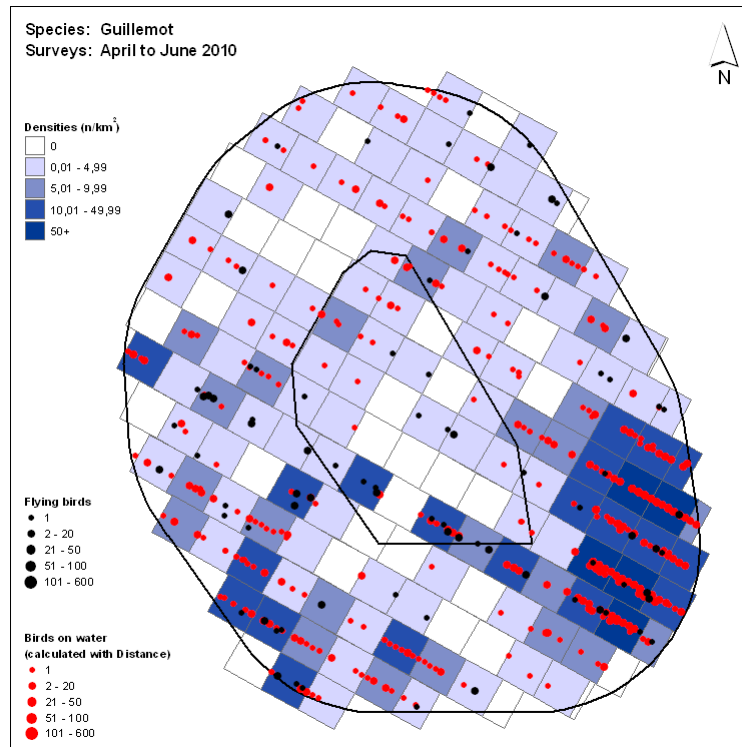 Species: Guillemot
Surveys: April to June 2010
N
Densities (n/km²)
0
0,01 - 4,99
5,01 - 9,99
10,01 - 49,99
50+
Flying birds
1
2 - 20
21 - 50
51 - 100
101 - 600
Birds on water
(calculated with Distance)
1
2 - 20
21 - 50
51 - 100
101 - 600